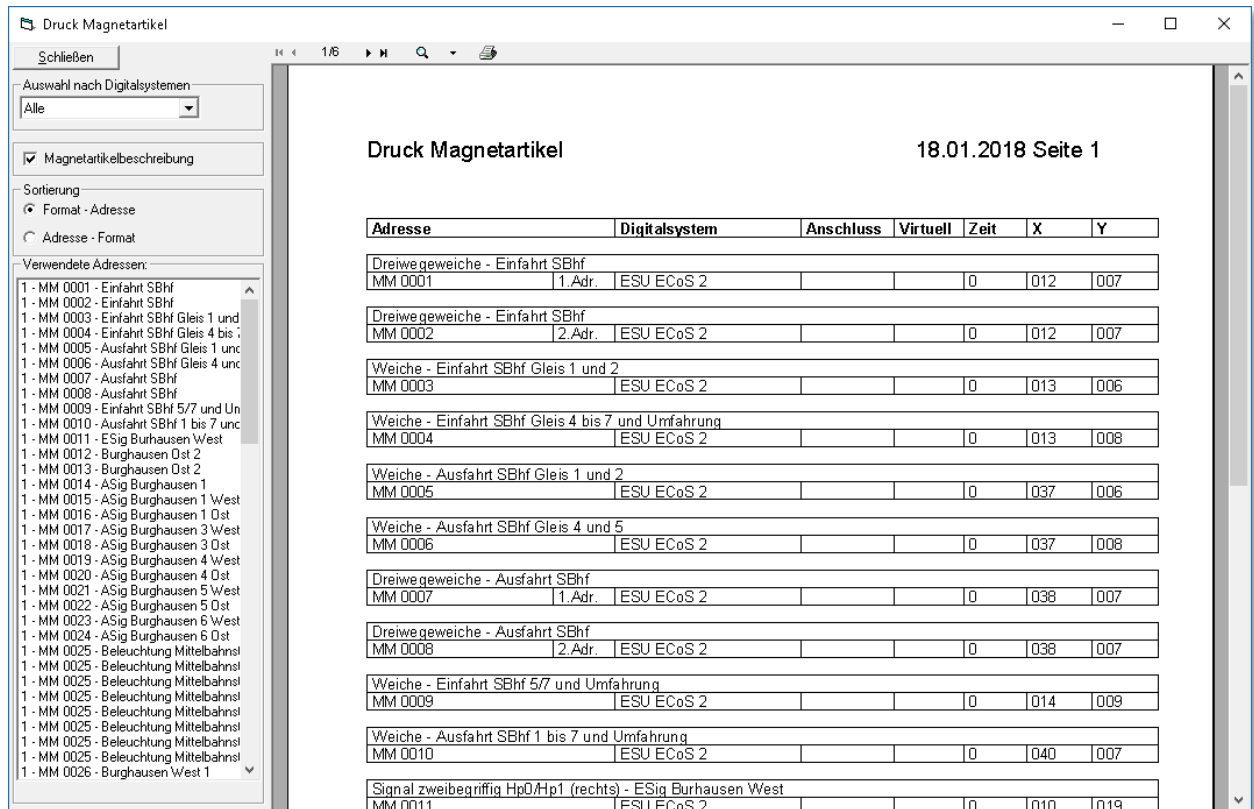 Druck Magnetartikel
Schließen
1/6
Auswahl nach Digitalsystemen
Alle
Magnetartikelbeschreibung
Sortierung
Format - Adresse
Adresse - Format
Verwendete Adressen:
1 - MM 0001 - Einfahrt SBhf
1 - MM 0002 - Einfahrt SBhf
1 - MM 0003 - Einfahrt SBhf Gleis 1 und
1 - MM 0004 - Einfahrt SBhf Gleis 4 bis
1 - MM 0005 - Ausfahrt SBhf Gleis 1 und
1 - MM 0006 - Ausfahrt SBhf Gleis 4 und
1 - MM 0007 - Ausfahrt SBhf
1 - MM 0008 - Ausfahrt SBhf
1 - MM 0009 - Einfahrt SBhf 5/7 und Um
1 - MM 0010 - Ausfahrt SBhf 1 bis 7 und
1 - MM 0011 - ESig Burhausen West
1 - MM 0012 - Burghausen Ost 2
1 - MM 0013 - Burghausen Ost 2
1 - MM 0014 - ASig Burghausen 1
1 - MM 0015 - ASig Burghausen 1 West
1 - MM 0016 - ASig Burghausen 1 Ost
1 - MM 0017 - ASig Burghausen 3 West
1 - MM 0018 - ASig Burghausen 3 Ost
1 - MM 0019 - ASig Burghausen 4 West
1 - MM 0020 - ASig Burghausen 4 Ost
1 - MM 0021 - ASig Burghausen 5 West
1 - MM 0022 - ASig Burghausen 5 Ost
1 - MM 0023 - ASig Burghausen 6 West
1 - MM 0024 - ASig Burghausen 6 Ost
1 - MM 0025 - Beleuchtung Mittelbahnst
1 - MM 0025 - Beleuchtung Mittelbahnst
1 - MM 0025 - Beleuchtung Mittelbahnst
1 - MM 0025 - Beleuchtung Mittelbahnst
1 - MM 0025 - Beleuchtung Mittelbahnst
1 - MM 0025 - Beleuchtung Mittelbahnst
1 - MM 0025 - Beleuchtung Mittelbahnst
1 - MM 0025 - Beleuchtung Mittelbahnst
1 - MM 0026 - Burghausen West 1
Druck Magnetartikel 18.01.2018 Seite 1
Adresse Digitalsystem Anschluss Virtuell Zeit X Y
Dreiwegeweiche - Einfahrt SBhf
MM 0001 1.Adr. ESU ECoS 2 0 012 007
Dreiwegeweiche - Einfahrt SBhf
MM 0002 2.Adr. ESU ECoS 2 0 012 007
Weiche - Einfahrt SBhf Gleis 1 und 2
MM 0003 ESU ECoS 2 0 013 006
Weiche - Einfahrt SBhf Gleis 4 bis 7 und Umfahrung
MM 0004 ESU ECoS 2 0 013 008
Weiche - Ausfahrt SBhf Gleis 1 und 2
MM 0005 ESU ECoS 2 0 037 006
Weiche - Ausfahrt SBhf Gleis 4 und 5
MM 0006 ESU ECoS 2 0 037 008
Dreiwegeweiche - Ausfahrt SBhf
MM 0007 1.Adr. ESU ECoS 2 0 038 007
Dreiwegeweiche - Ausfahrt SBhf
MM 0008 2.Adr. ESU ECoS 2 0 038 007
Weiche - Einfahrt SBhf 5/7 und Umfahrung
MM 0009 ESU ECoS 2 0 014 009
Weiche - Ausfahrt SBhf 1 bis 7 und Umfahrung
MM 0010 ESU ECoS 2 0 040 007
Signal zweibegriffig Hp0/Hp1 (rechts) - ESig Burhausen West
MM 0011 ESU ECoS 2 0 010 019